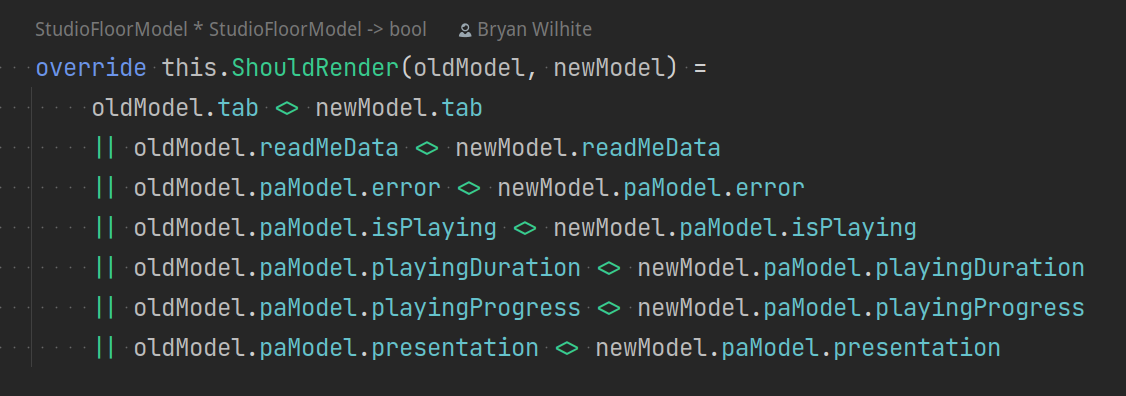 StudioFloorModel * StudioFloorModel -> bool Bryan Wilhite
override this.ShouldRender(oldModel, newModel) =
oldModel.tab <> newModel.tab
|| oldModel.readMeData <> newModel.readMeData
|| oldModel.paModel.error <> newModel.paModel.error
|| oldModel.paModel.isPlaying <> newModel.paModel.isPlaying
|| oldModel.paModel.playingDuration <> newModel.paModel.playingDuration
|| oldModel.paModel.playingProgress <> newModel.paModel.playingProgress
|| oldModel.paModel.presentation <> newModel.paModel.presentation